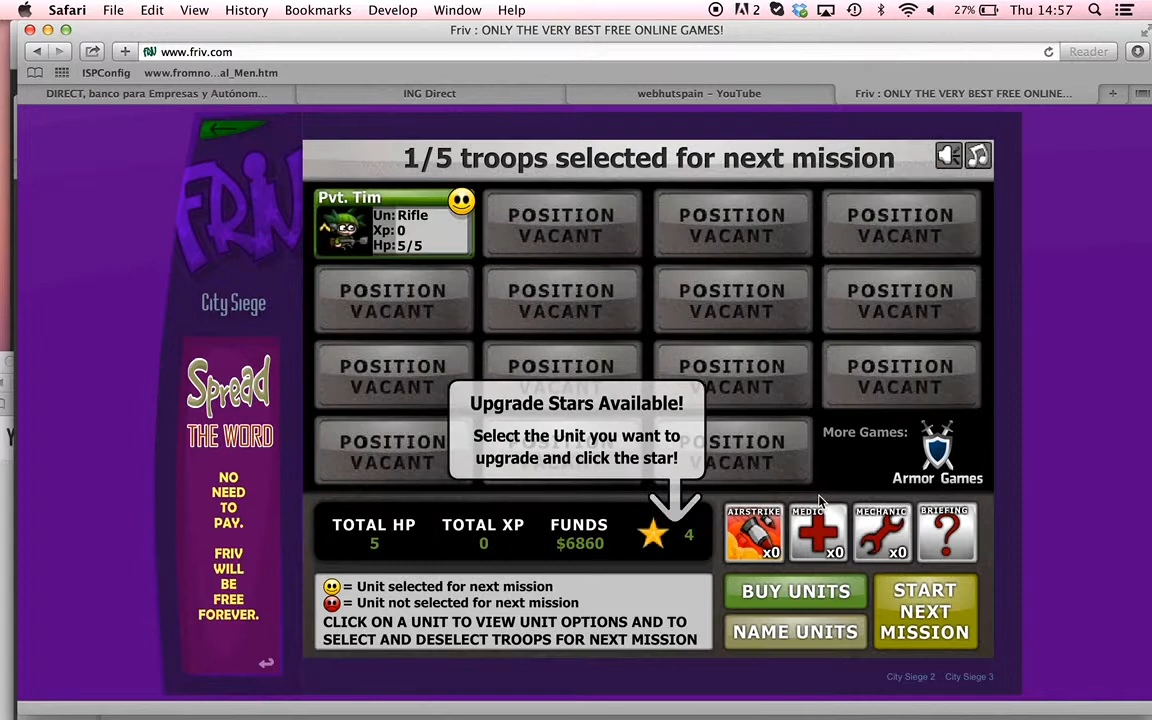 Safari File Edit View History Bookmarks Develop Window Help 2 27% Thu 14:57
Friv : ONLY THE VERY BEST FREE ONLINE GAMES!
www.friv.com Reader
ISPConfig www.fromno...al_Men.htm
DIRECT, banco para Empresas y Autónom... ING Direct webhutspain – YouTube Friv : ONLY THE VERY BEST FREE ONLINE...
FRIV
City Siege
Spread
THE WORD
NO
NEED
TO
PAY.
FRIV
WILL
BE
FREE
FOREVER.
1/5 troops selected for next mission
Pvt. Tim
Un: Rifle
Xp: 0
Hp: 5/5
POSITION VACANT
POSITION VACANT
POSITION VACANT
POSITION VACANT
POSITION VACANT
POSITION VACANT
POSITION VACANT
POSITION VACANT
POSITION VACANT
POSITION VACANT
POSITION VACANT
POSITION VACANT
POSITION VACANT
POSITION VACANT
Upgrade Stars Available!
Select the Unit you want to
upgrade and click the star!
More Games:
Armor Games
TOTAL HP TOTAL XP FUNDS
5 0 $6860 4
AIRSTRIKE MEDIC MECHANIC BRIEFING
x0 x0 x0 ?
= Unit selected for next mission
= Unit not selected for next mission
CLICK ON A UNIT TO VIEW UNIT OPTIONS AND TO
SELECT AND DESELECT TROOPS FOR NEXT MISSION
BUY UNITS
NAME UNITS
START
NEXT
MISSION
City Siege 2 City Siege 3